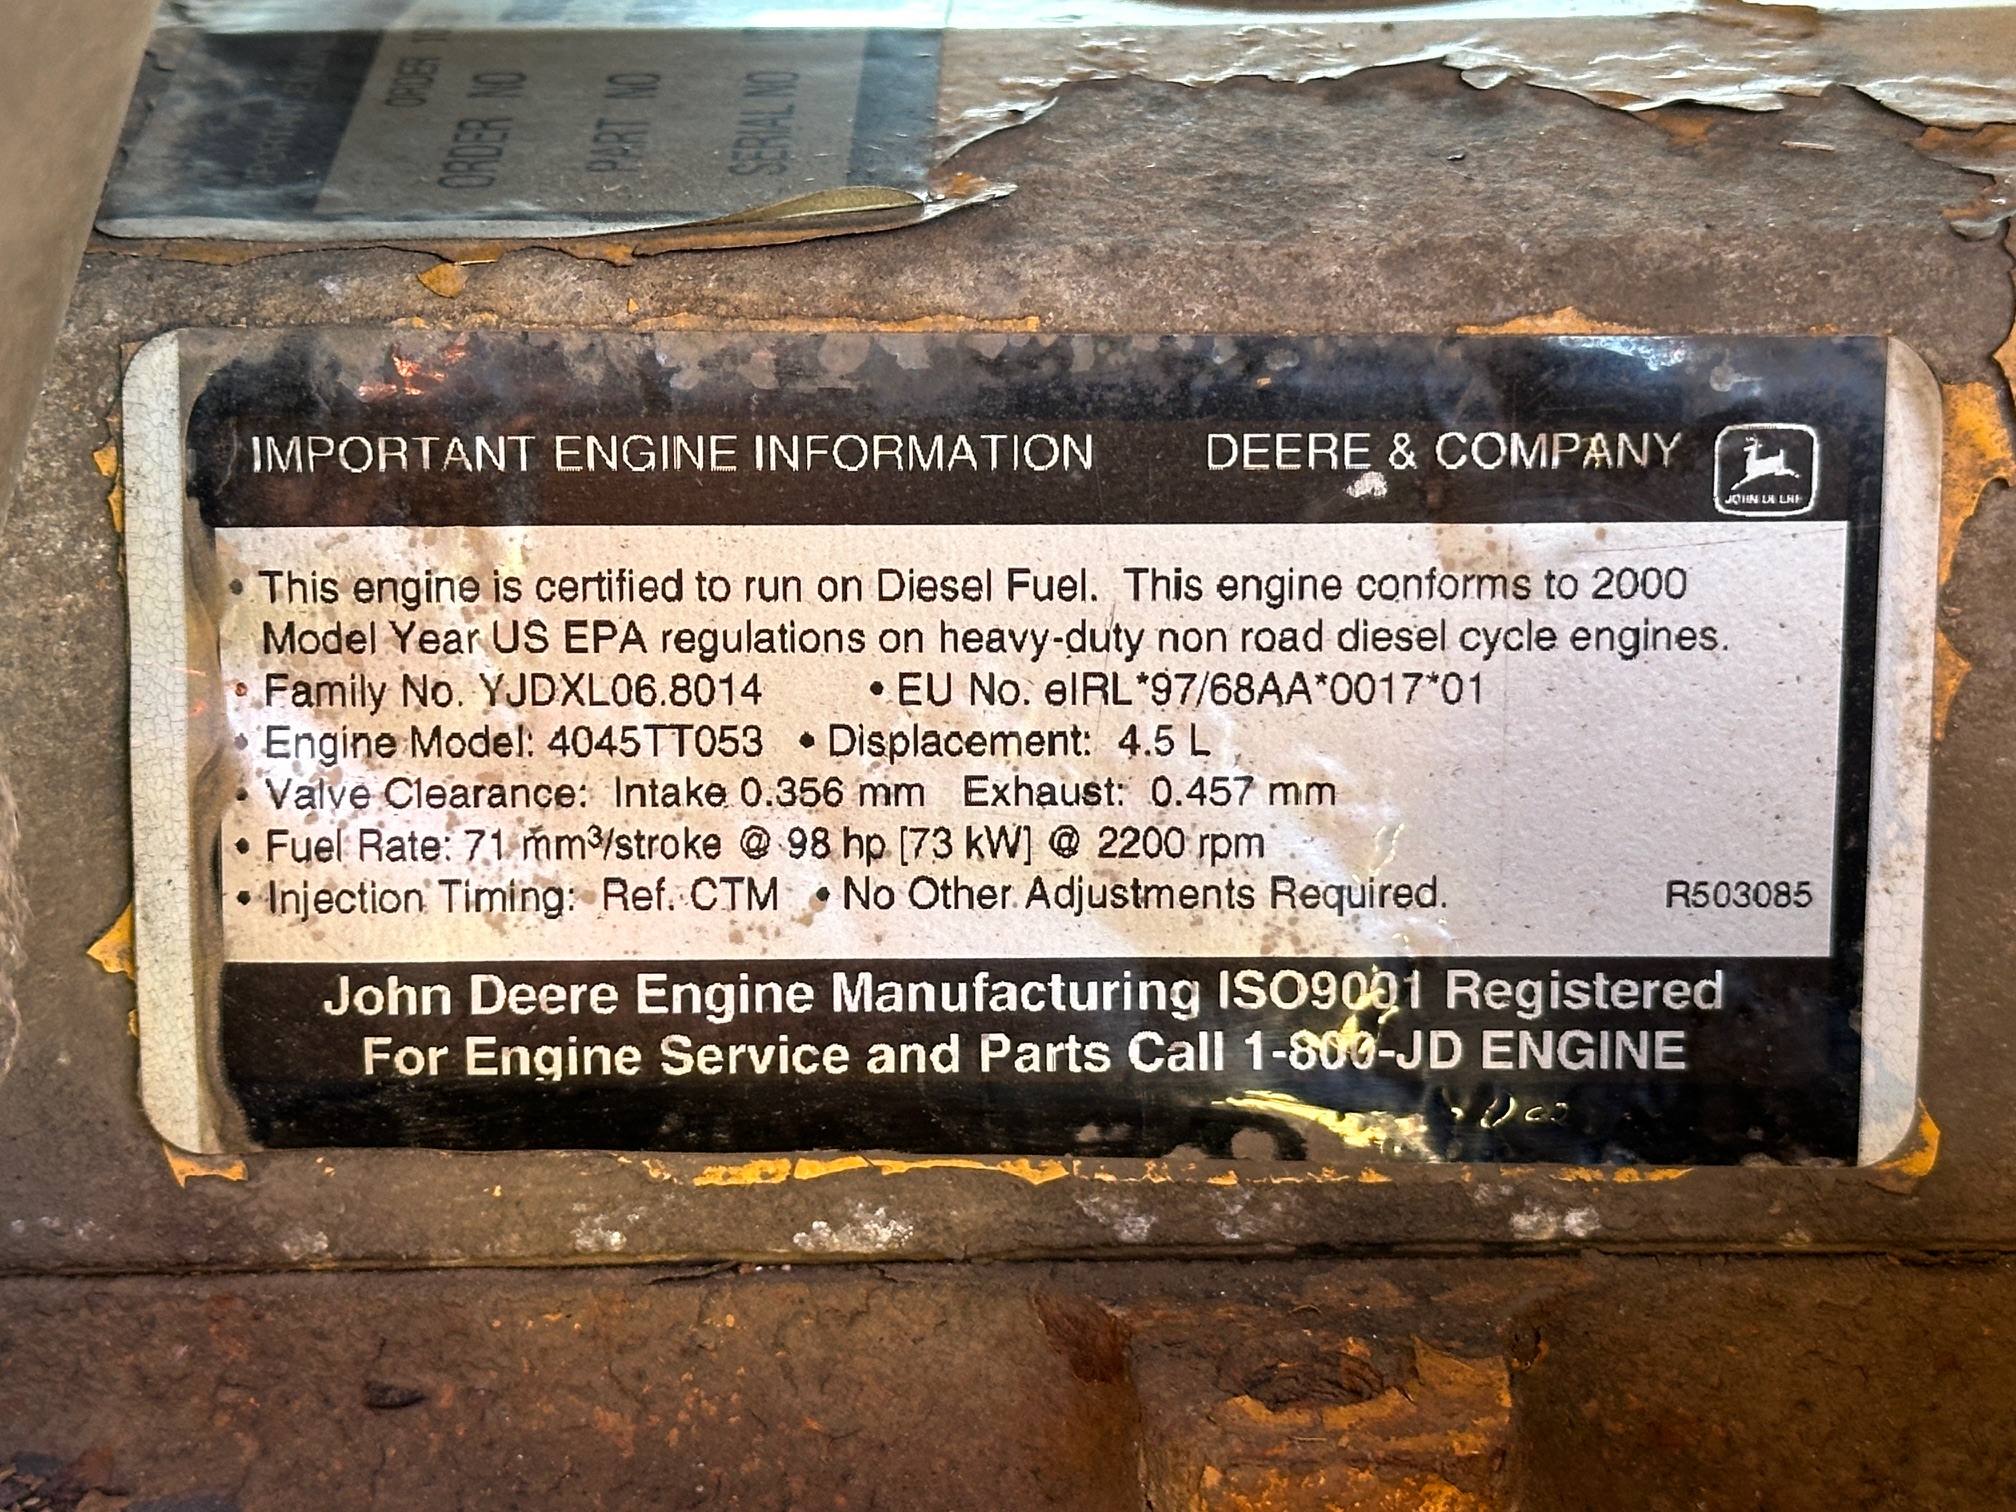 ORDER
ORDER NO
PART NO
SERIAL NO
IMPORTANT ENGINE INFORMATION DEERE & COMPANY
JOHN DEERE
• This engine is certified to run on Diesel Fuel. This engine conforms to 2000
Model Year US EPA regulations on heavy-duty non road diesel cycle engines.
• Family No. YJDXL06.8014 • EU No. eIRL*97/68AA*0017*01
• Engine Model: 4045TT053 • Displacement: 4.5 L
• Valve Clearance: Intake 0.356 mm Exhaust: 0.457 mm
• Fuel Rate: 71 mm³/stroke @ 98 hp [73 kW] @ 2200 rpm
• Injection Timing: Ref. CTM • No Other Adjustments Required. R503085
John Deere Engine Manufacturing ISO9001 Registered
For Engine Service and Parts Call 1-800-JD ENGINE